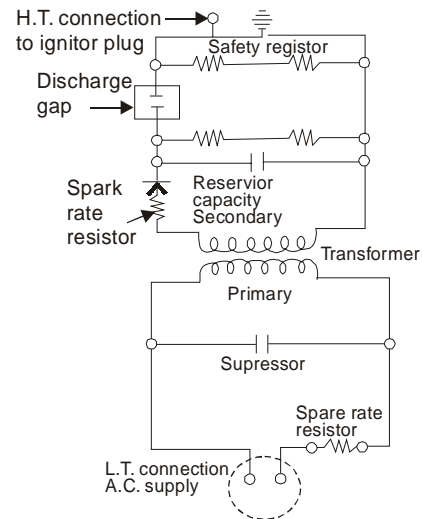 H.T. connection
to ignitor plug
Safety registor
Discharge
gap
Reservior
capacity
Secondary
Spark
rate
resistor
Transformer
Primary
Supressor
Spare rate
resistor
L.T. connection
A.C. supply